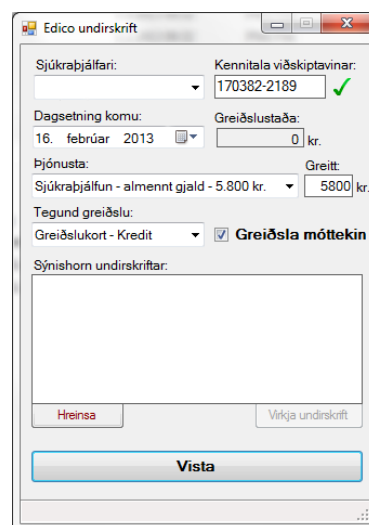 Edico undirskrift
Sjúkraþjálfari: Kennitala viðskiptavinar:
170382-2189
Dagsetning komu: Greiðslustaða:
16. febrúar 2013 0 kr.
Þjónusta: Greitt:
Sjúkraþjálfun - almennt gjald - 5.800 kr. 5800 kr.
Tegund greiðslu:
Greiðslukort - Kredit Greiðsla móttekin
Sýnishorn undirskriftar:
Hreinsa Virkja undirskrift
Vista